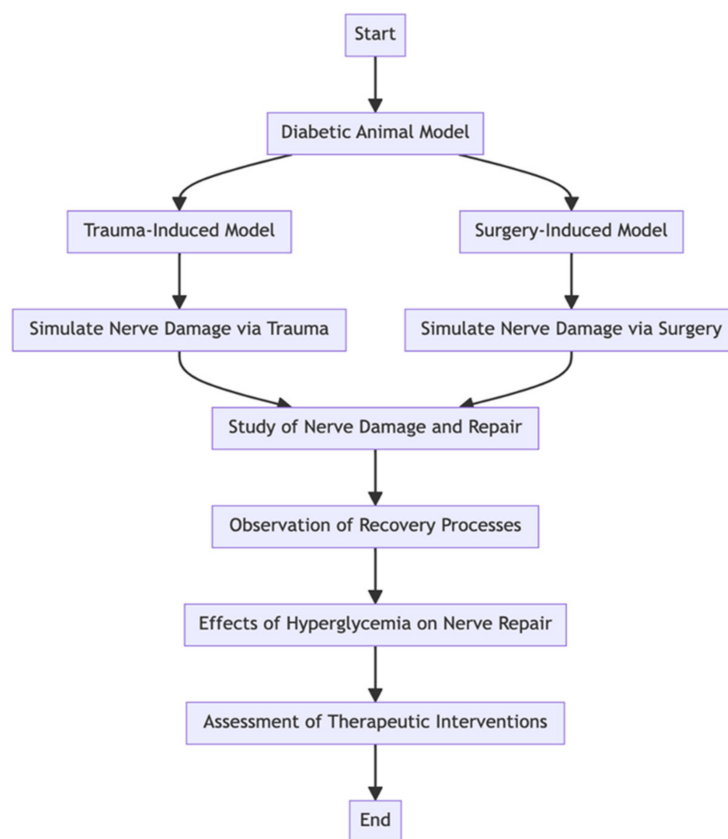 Start
Diabetic Animal Model
Trauma-Induced Model
Surgery-Induced Model
Simulate Nerve Damage via Trauma
Simulate Nerve Damage via Surgery
Study of Nerve Damage and Repair
Observation of Recovery Processes
Effects of Hyperglycemia on Nerve Repair
Assessment of Therapeutic Interventions
End